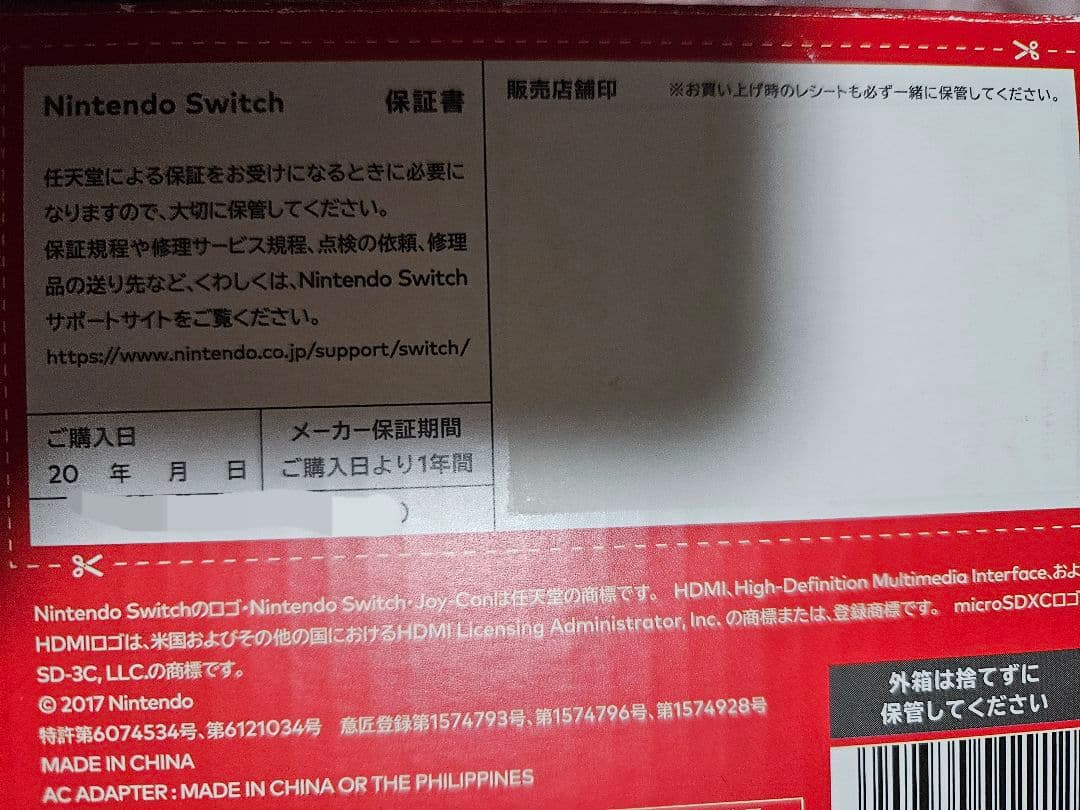 Nintendo Switch 保証書
任天堂による保証をお受けになるときに必要に
なりますので、大切に保管してください。
保証規程や修理サービス規程、点検の依頼、修理
品の送り先など、くわしくは、Nintendo Switch
サポートサイトをご覧ください。
https://www.nintendo.co.jp/support/switch/
ご購入日
20 年 月 日
メーカー保証期間
ご購入日より1年間
)
販売店舗印 ※お買い上げ時のレシートも必ず一緒に保管してください。
Nintendo Switchのロゴ・Nintendo Switch・Joy-Conは任天堂の商標です。 HDMI、High-Definition Multimedia Interface、およ
HDMIロゴは、米国およびその他の国におけるHDMI Licensing Administrator, Inc. の商標または、登録商標です。 microSDXCロゴ
SD-3C, LLC.の商標です。
© 2017 Nintendo
特許第6074534号、第6121034号 意匠登録第1574793号、第1574796号、第1574928号
MADE IN CHINA
AC ADAPTER : MADE IN CHINA OR THE PHILIPPINES
外箱は捨てずに
保管してください